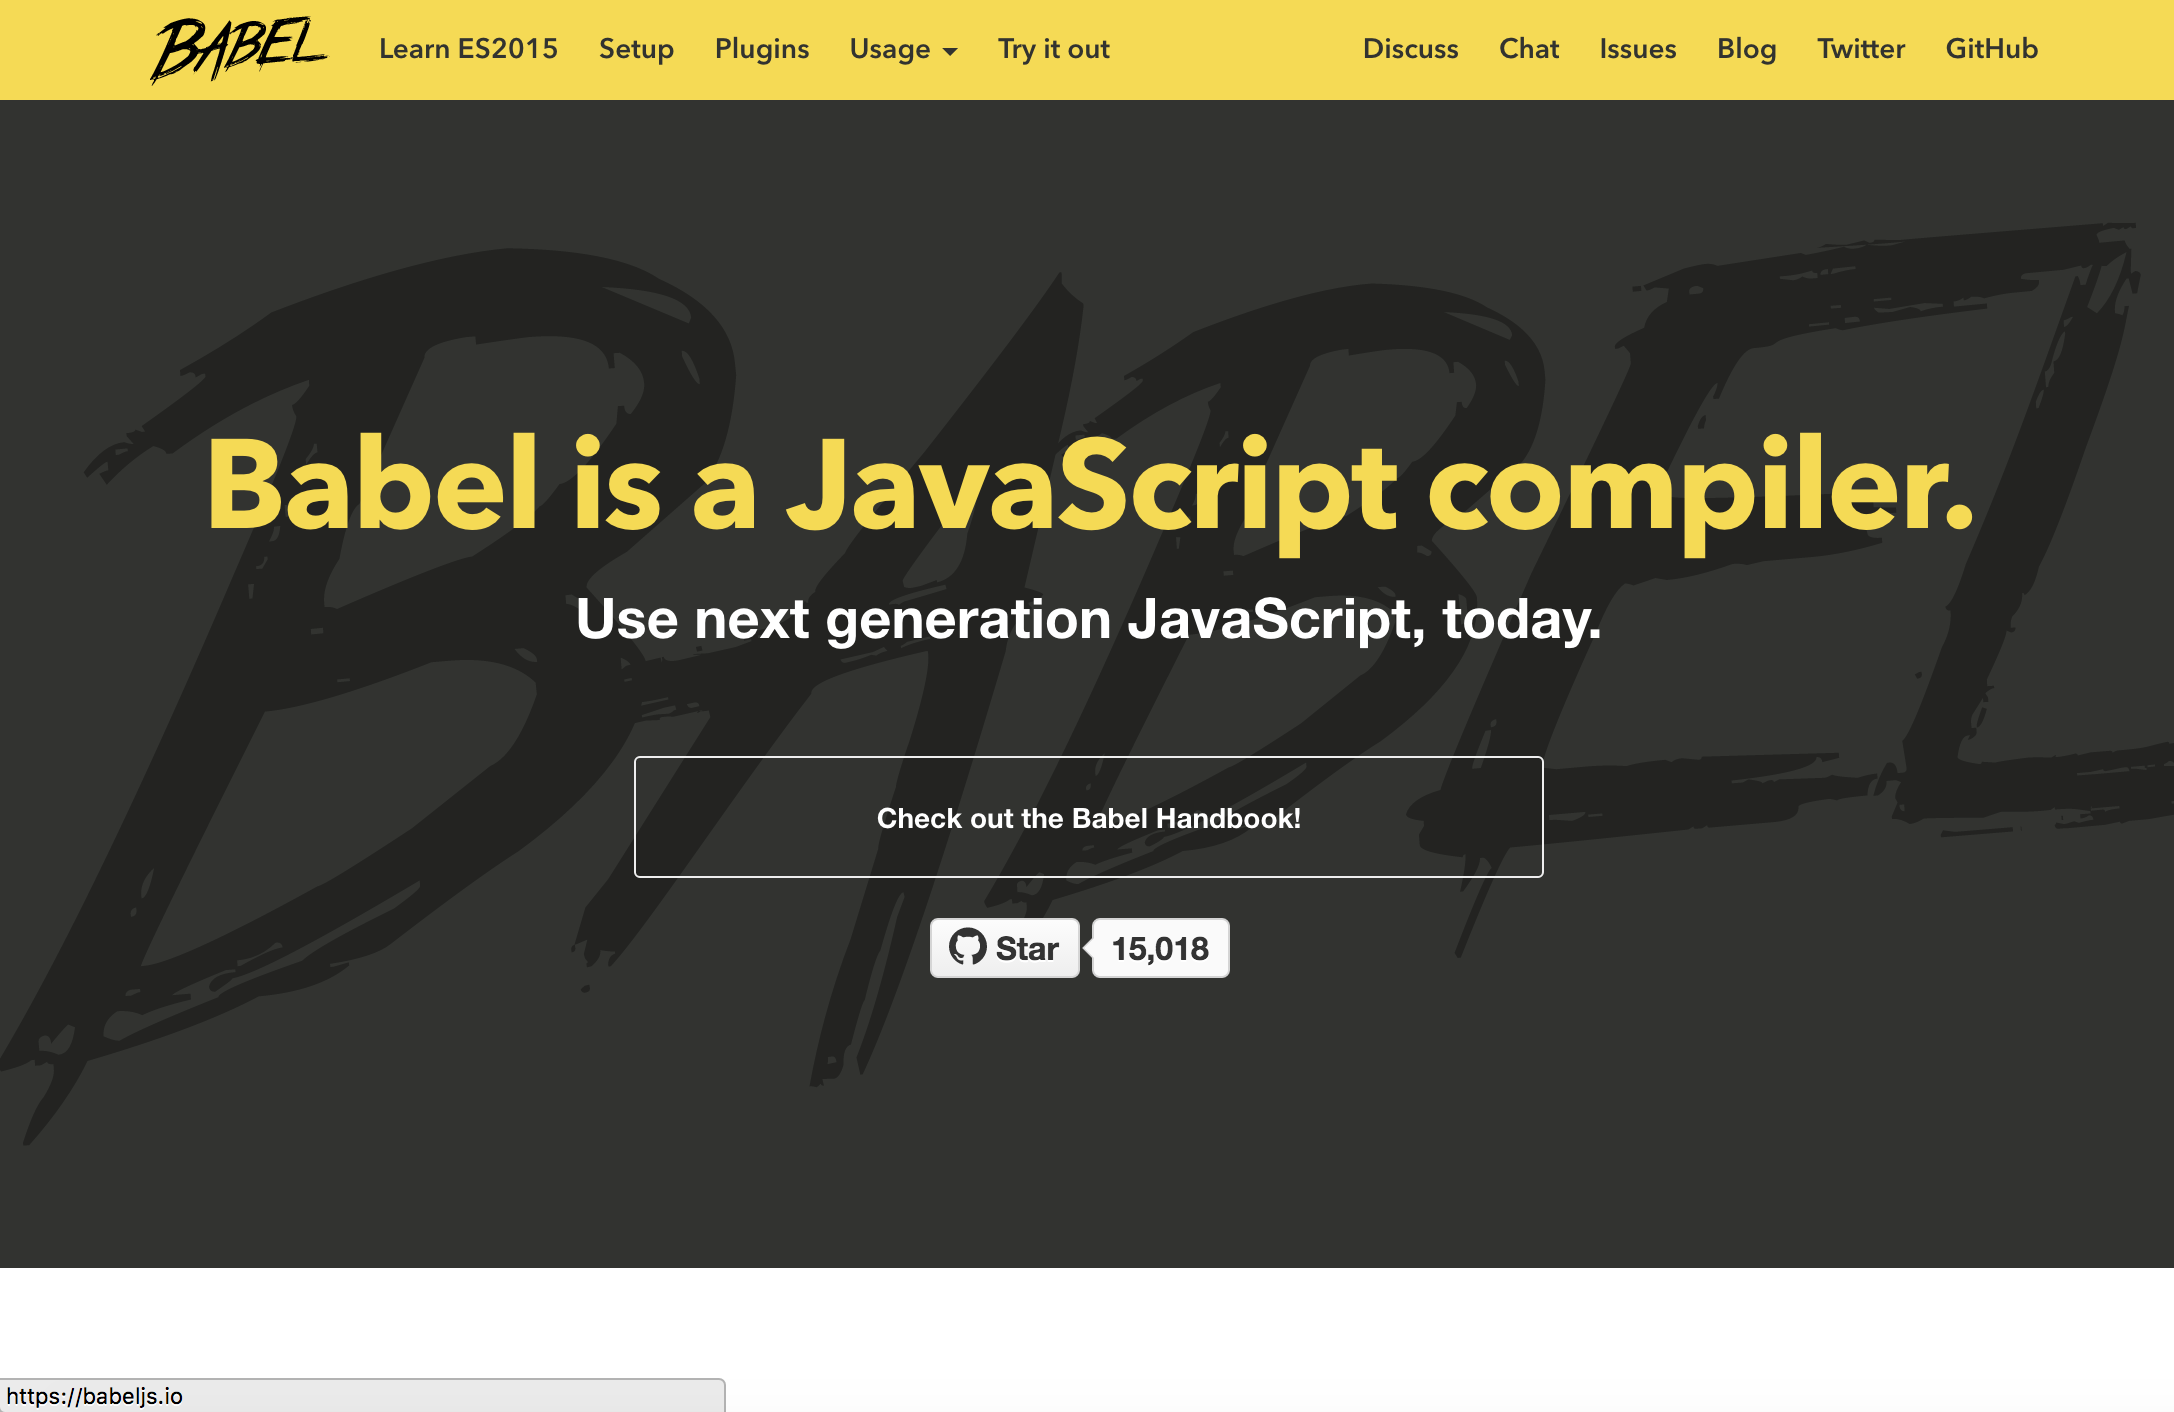 BABEL Learn ES2015 Setup Plugins Usage Try it out Discuss Chat Issues Blog Twitter GitHub
BABEL
Babel is a JavaScript compiler.
Use next generation JavaScript, today.
Check out the Babel Handbook!
Star 15,018
https://babeljs.io